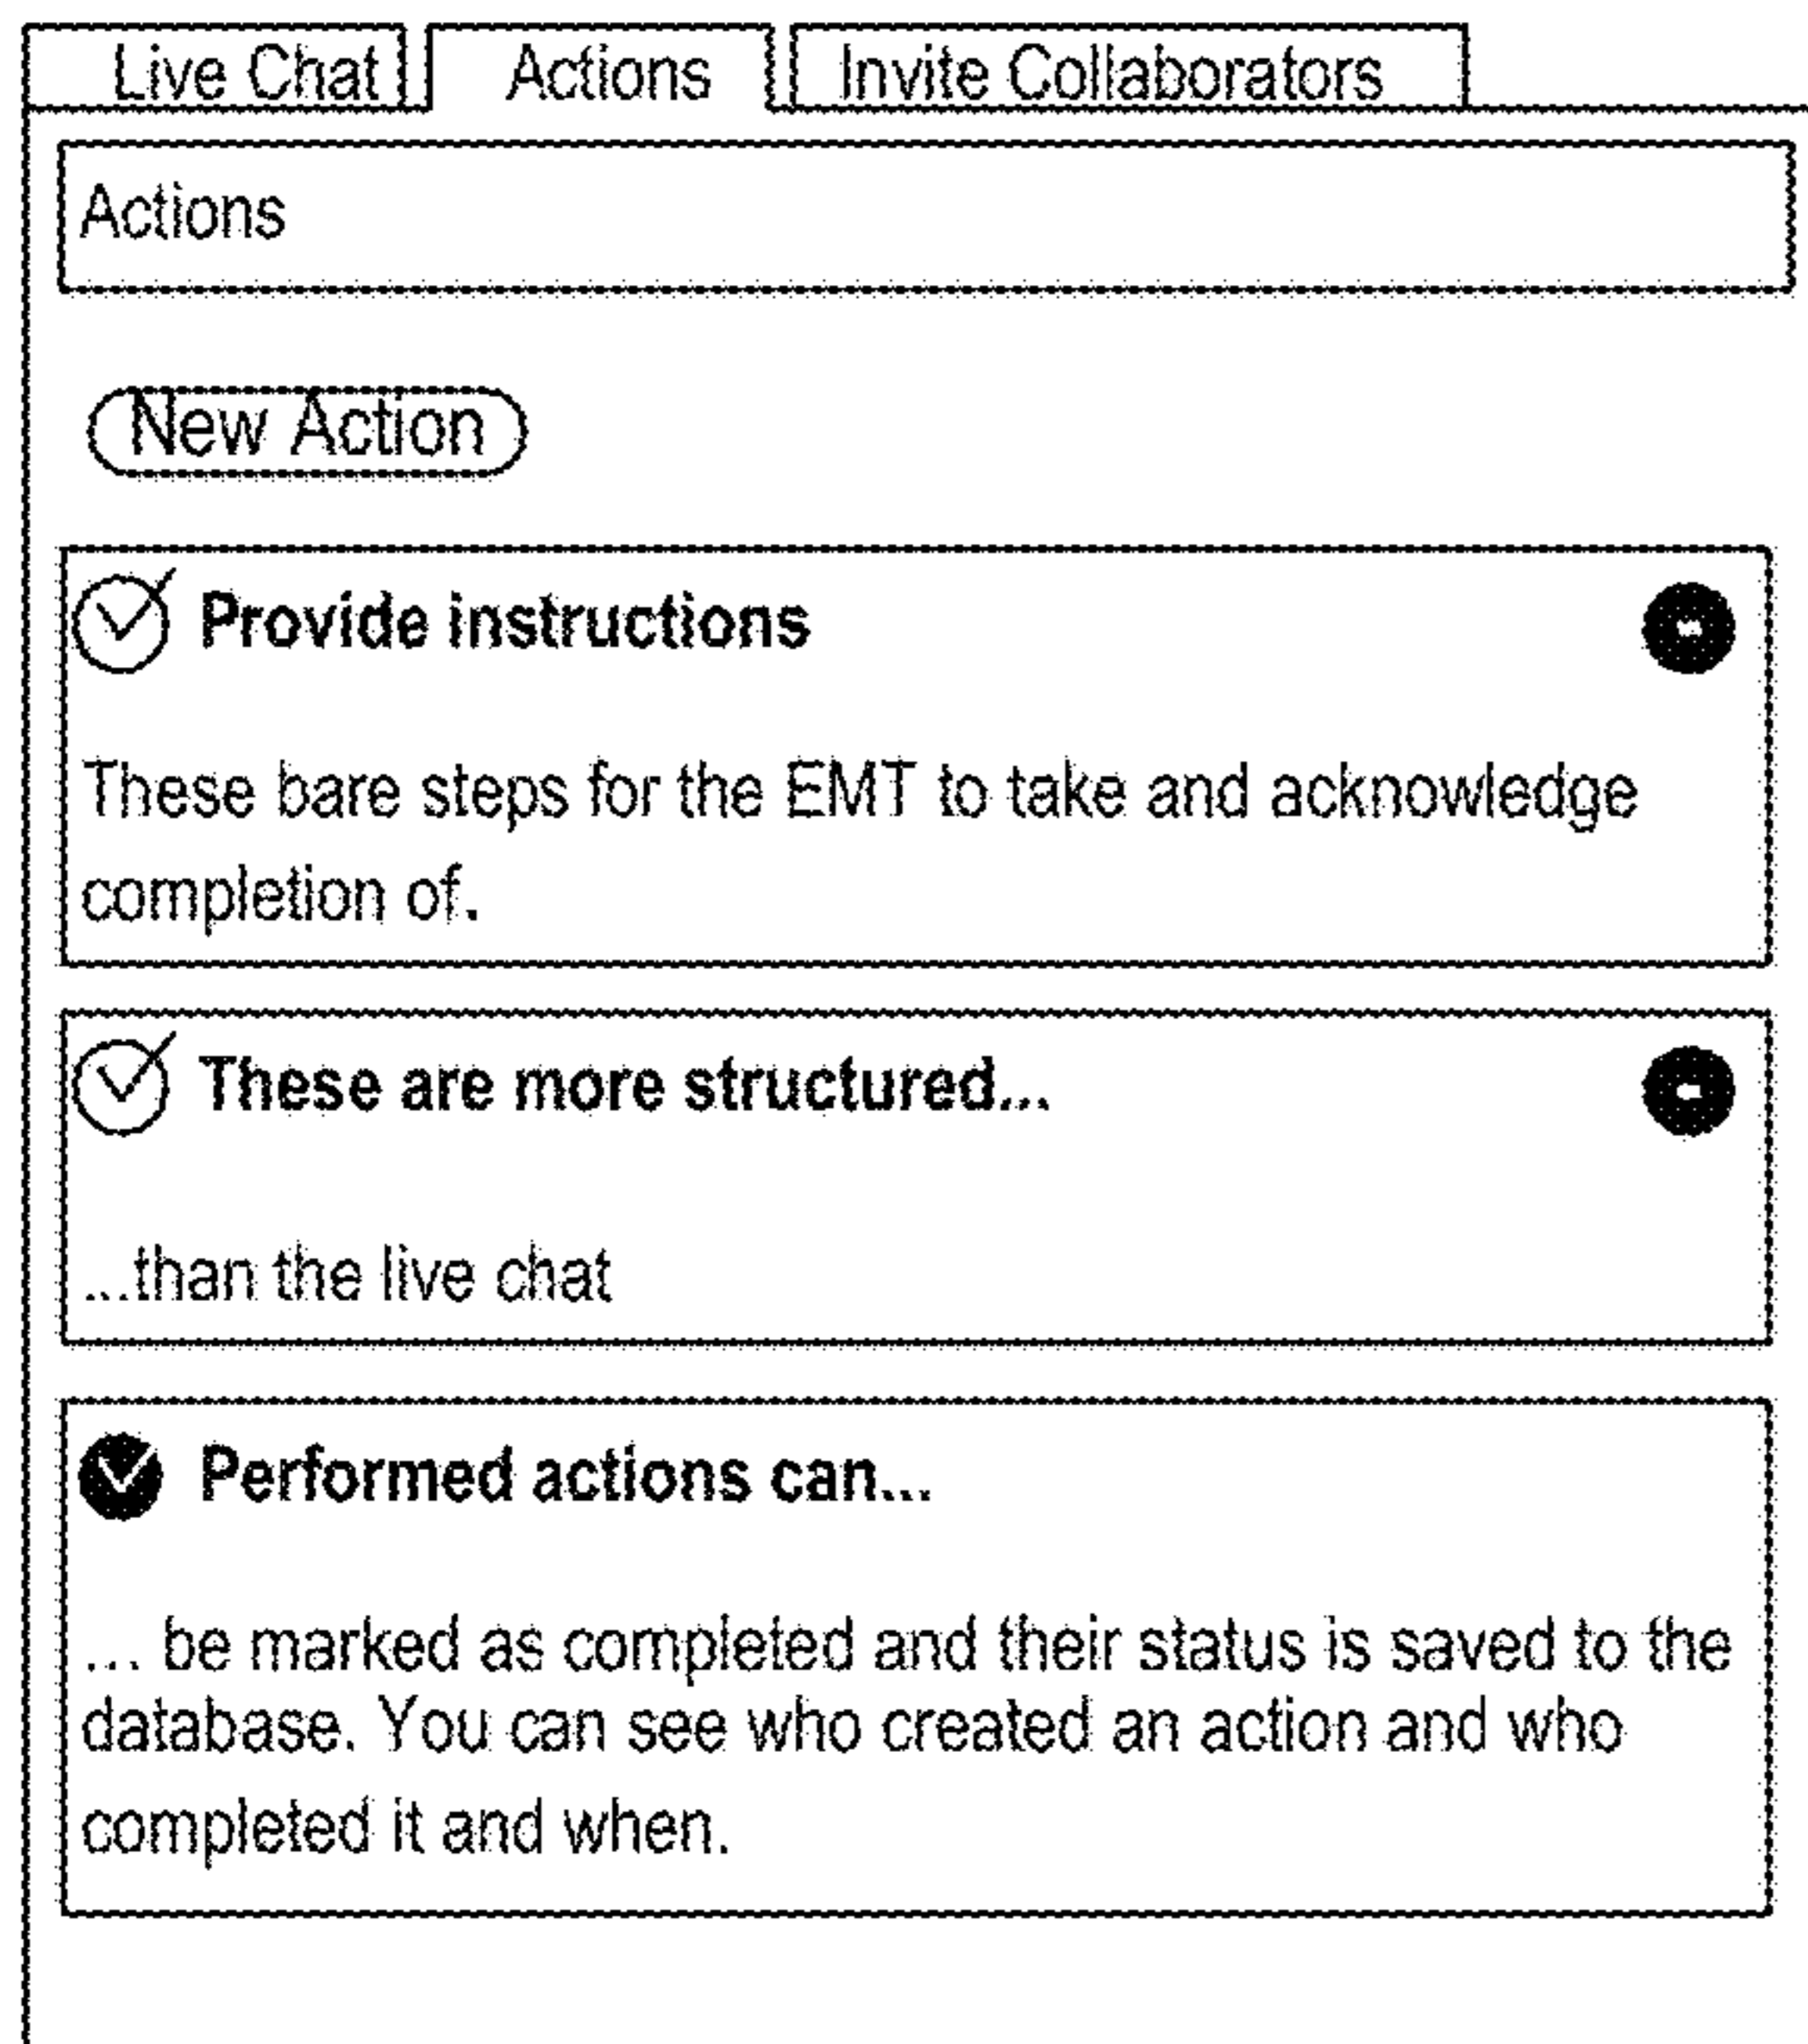 Live Chat Actions Invite Collaborators
Actions
New Action
Provide instructions
These bare steps for the EMT to take and acknowledge
completion of.
These are more structured...
...than the live chat
Performed actions can...
... be marked as completed and their status is saved to the
database. You can see who created an action and who
completed it and when.